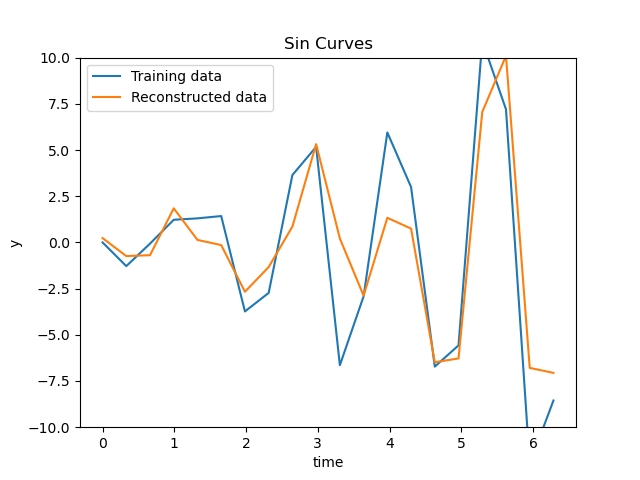 Sin Curves
Training data
Reconstructed data
10.0
7.5
5.0
2.5
0.0
−2.5
−5.0
−7.5
−10.0
y
0 1 2 3 4 5 6
time